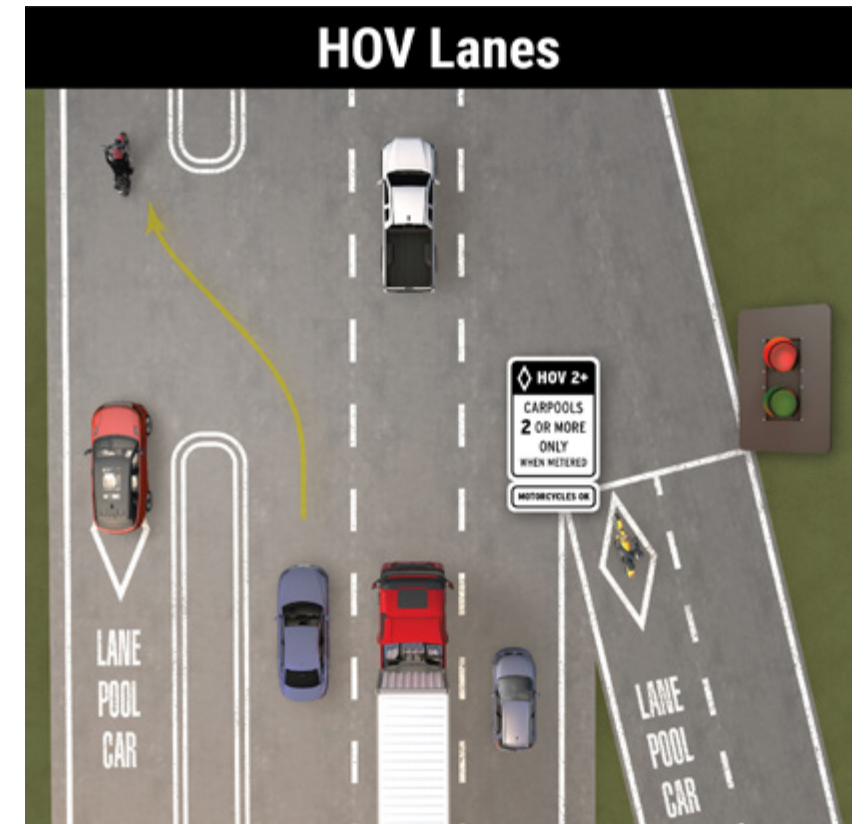 HOV Lanes
HOV 2+
CARPOOLS
2 OR MORE
ONLY
WHEN METERED
MOTORCYCLES OK
LANE
POOL
CAR
LANE
POOL
CAR